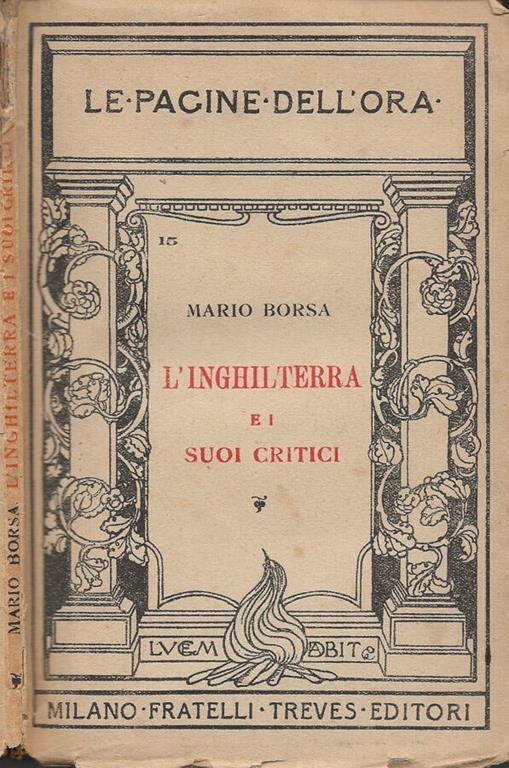 LE·PAGINE·DELL'ORA·
15
MARIO BORSA
L'INGHILTERRA
E I
SUOI CRITICI
LVCEM DABIT
MILANO·FRATELLI·TREVES·EDITORI
MARIO BORSA. L'INGHILTERRA E I SUOI CRITICI